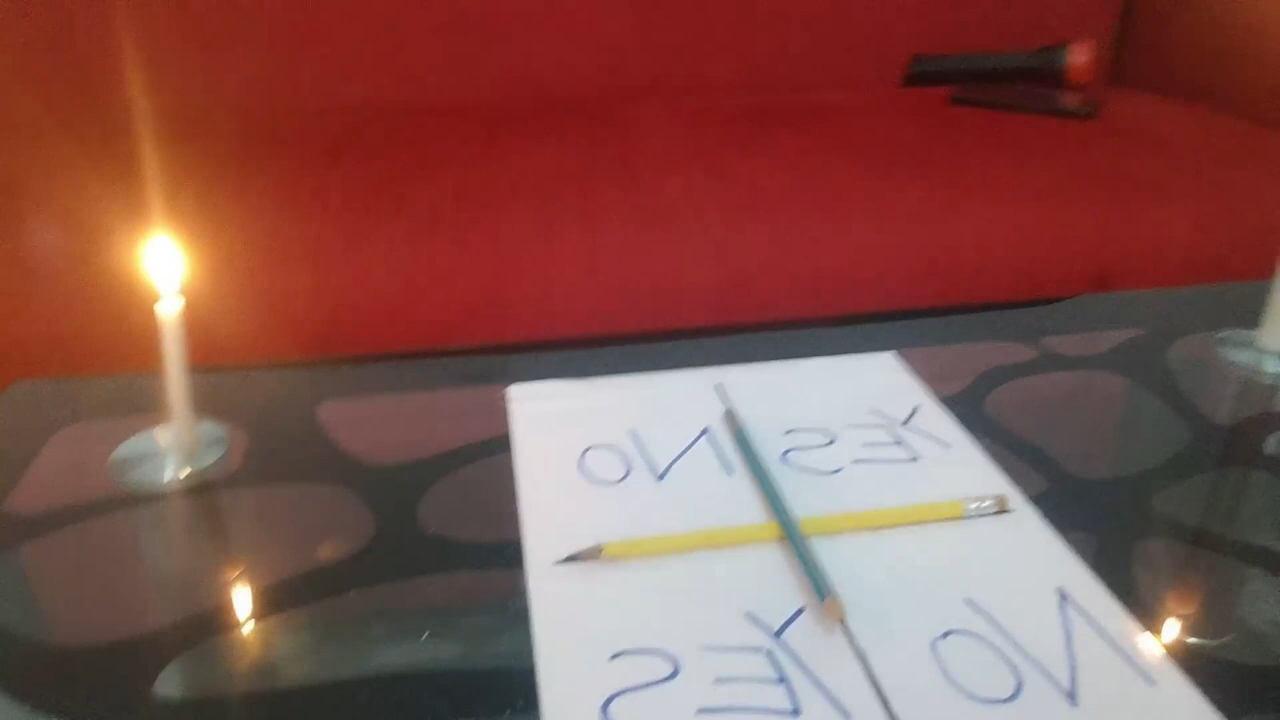 YES NO
NO YES